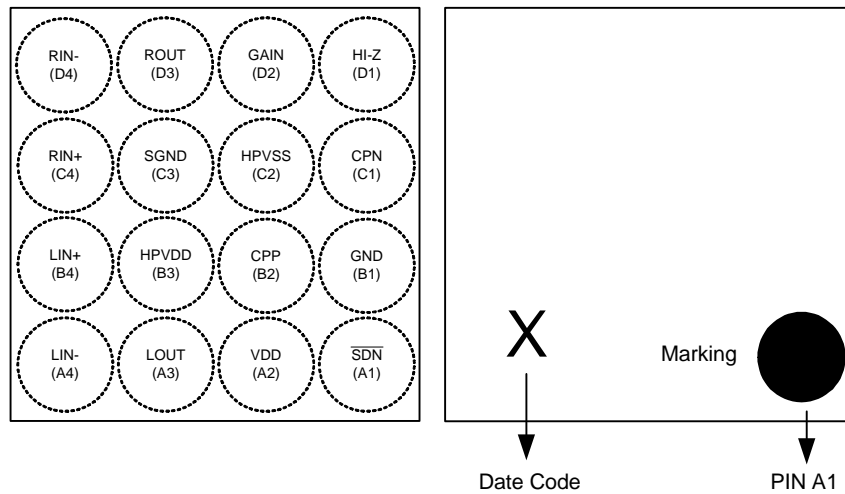 RIN-
(D4)
ROUT
(D3)
GAIN
(D2)
HI-Z
(D1)
RIN+
(C4)
SGND
(C3)
HPVSS
(C2)
CPN
(C1)
LIN+
(B4)
HPVDD
(B3)
CPP
(B2)
GND
(B1)
LIN-
(A4)
LOUT
(A3)
VDD
(A2)
SDN
(A1)
X
Marking
Date Code
PIN A1